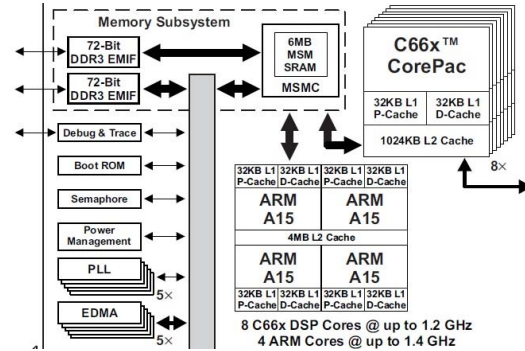 Memory Subsystem
72-Bit
DDR3 EMIF
72-Bit
DDR3 EMIF
6MB
MSM
SRAM
MSMC
C66x™
CorePac
32KB L1
P-Cache
32KB L1
D-Cache
1024KB L2 Cache
8×
Debug & Trace
Boot ROM
Semaphore
Power
Management
PLL
5×
EDMA
5×
32KB L1 32KB L1 32KB L1 32KB L1
P-Cache D-Cache P-Cache D-Cache
ARM
A15
ARM
A15
4MB L2 Cache
ARM
A15
ARM
A15
32KB L1 32KB L1 32KB L1 32KB L1
P-Cache D-Cache P-Cache D-Cache
8 C66x DSP Cores @ up to 1.2 GHz
4 ARM Cores @ up to 1.4 GHz